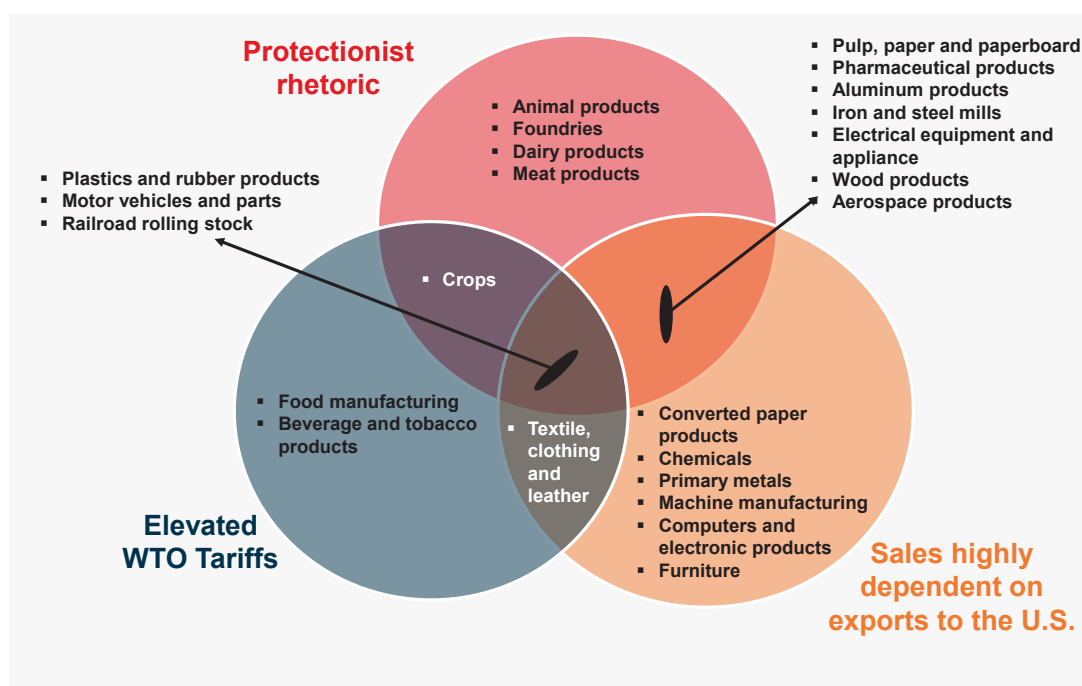 Protectionist
rhetoric
▪ Pulp, paper and paperboard
▪ Pharmaceutical products
▪ Aluminum products
▪ Iron and steel mills
▪ Electrical equipment and
appliance
▪ Wood products
▪ Aerospace products
▪ Animal products
▪ Foundries
▪ Dairy products
▪ Meat products
▪ Plastics and rubber products
▪ Motor vehicles and parts
▪ Railroad rolling stock
▪ Crops
▪ Food manufacturing
▪ Beverage and tobacco
products
▪ Textile,
clothing
and
leather
▪ Converted paper
products
▪ Chemicals
▪ Primary metals
▪ Machine manufacturing
▪ Computers and
electronic products
▪ Furniture
Elevated
WTO Tariffs
Sales highly
dependent on
exports to the U.S.